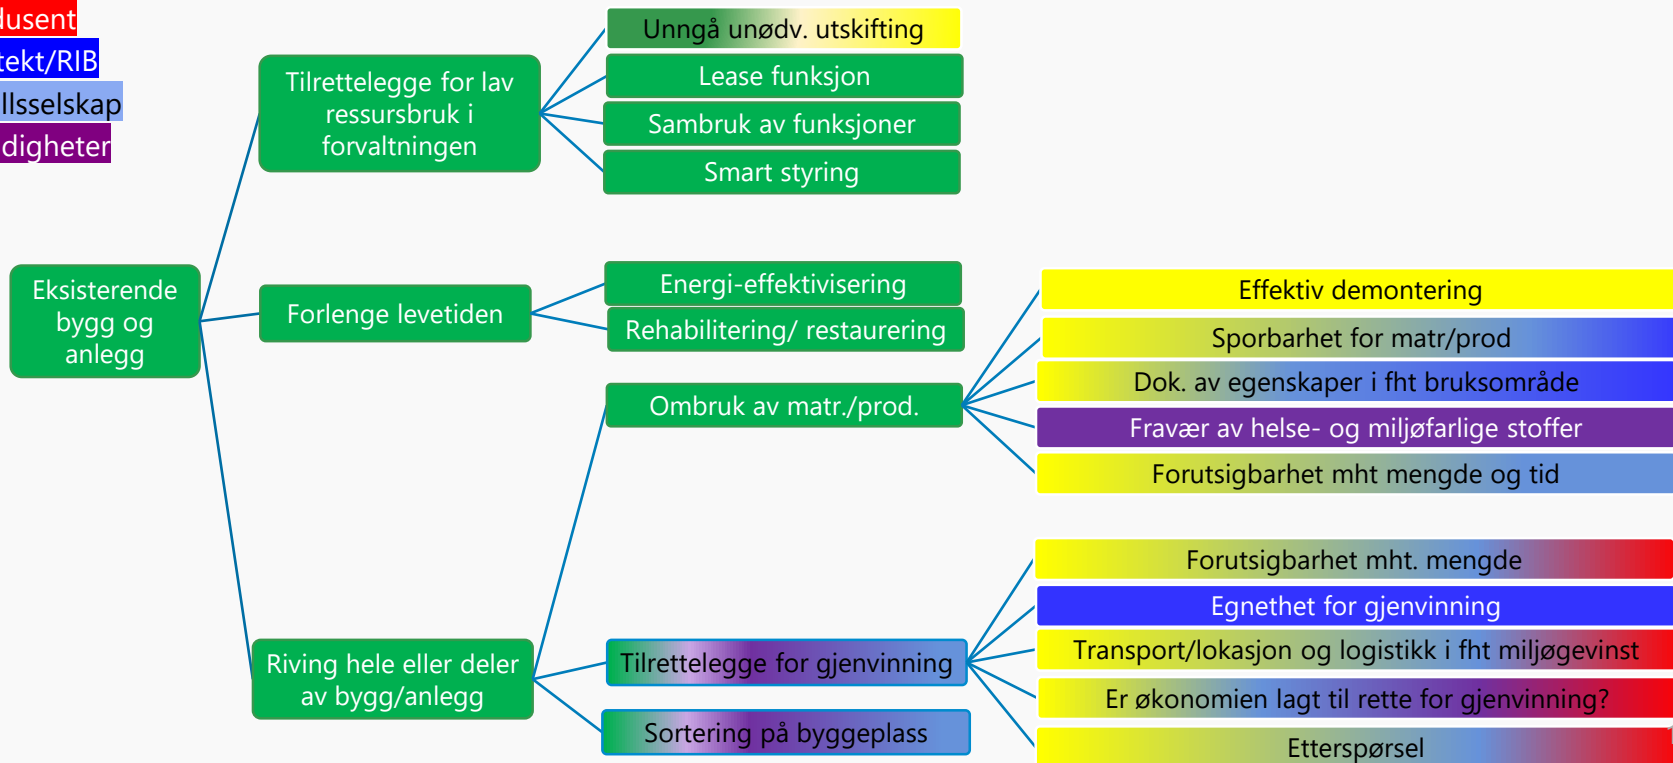 dusent
tekt/RIB
llsselskap
digheter
Eksisterende
bygg og
anlegg
Tilrettelegge for lav
ressursbruk i
forvaltningen
Unngå unødv. utskifting
Lease funksjon
Sambruk av funksjoner
Smart styring
Forlenge levetiden
Energi-effektivisering
Rehabilitering/ restaurering
Riving hele eller deler
av bygg/anlegg
Ombruk av matr./prod.
Effektiv demontering
Sporbarhet for matr/prod
Dok. av egenskaper i fht bruksområde
Fravær av helse- og miljøfarlige stoffer
Forutsigbarhet mht mengde og tid
Tilrettelegge for gjenvinning
Forutsigbarhet mht. mengde
Egnethet for gjenvinning
Transport/lokasjon og logistikk i fht miljøgevinst
Er økonomien lagt til rette for gjenvinning?
Etterspørsel
Sortering på byggeplass